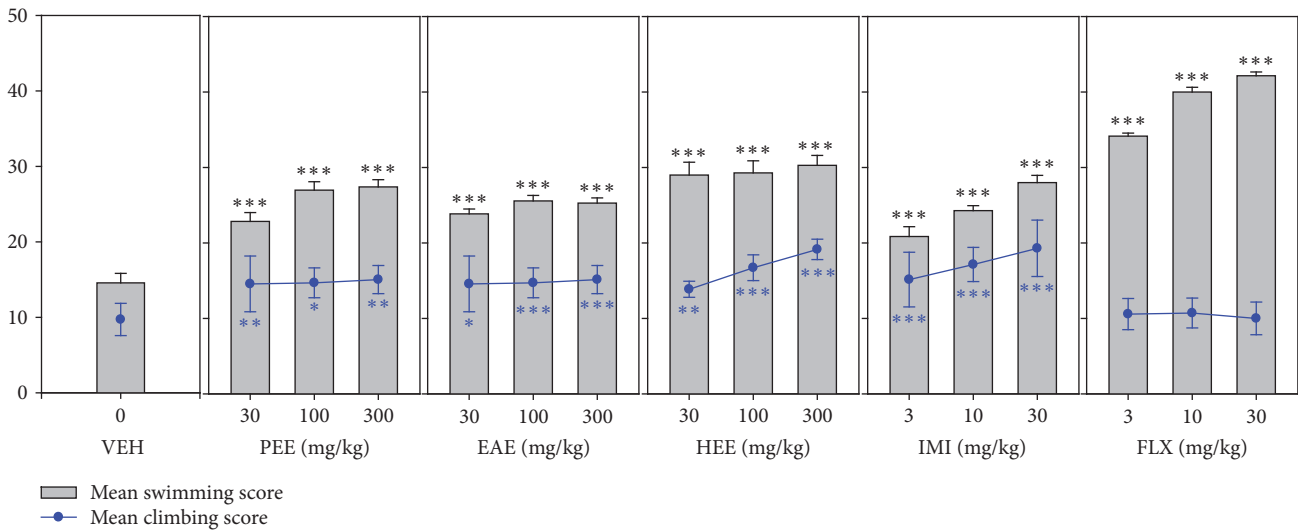 50
40
30
20
10
0
*** *** *** *** *** *** *** *** *** *** *** *** *** *** ***
** * ** * *** *** ** *** *** *** *** ***
0 30 100 300 30 100 300 30 100 300 3 10 30 3 10 30
VEH PEE (mg/kg) EAE (mg/kg) HEE (mg/kg) IMI (mg/kg) FLX (mg/kg)
Mean swimming score
Mean climbing score